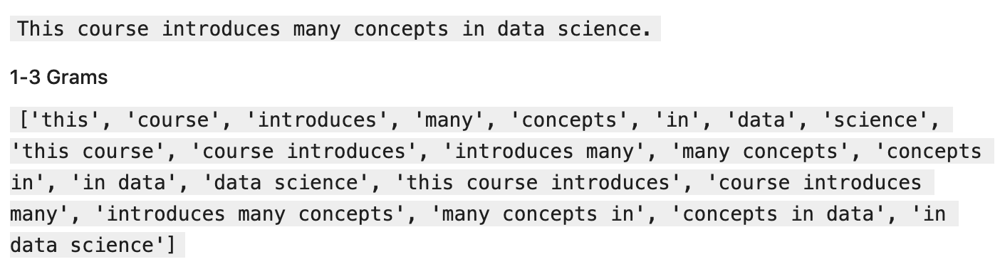 This course introduces many concepts in data science.
1-3 Grams
['this', 'course', 'introduces', 'many', 'concepts', 'in', 'data', 'science',
'this course', 'course introduces', 'introduces many', 'many concepts', 'concepts
in', 'in data', 'data science', 'this course introduces', 'course introduces
many', 'introduces many concepts', 'many concepts in', 'concepts in data', 'in
data science']